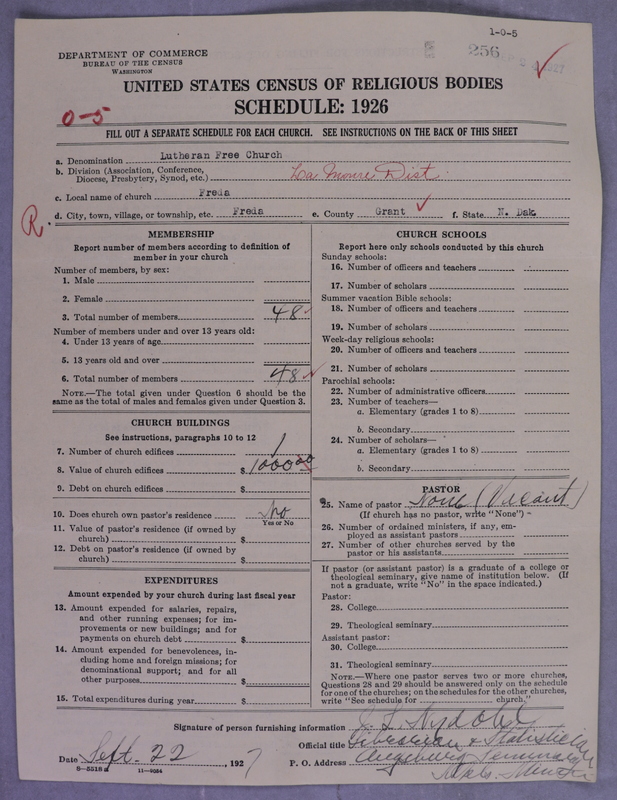 1-0-5
DEPARTMENT OF COMMERCE
BUREAU OF THE CENSUS
WASHINGTON
256
UNITED STATES CENSUS OF RELIGIOUS BODIES
SCHEDULE: 1926
0-5
FILL OUT A SEPARATE SCHEDULE FOR EACH CHURCH. SEE INSTRUCTIONS ON THE BACK OF THIS SHEET
a. Denomination Lutheran Free Church
b. Division (Association, Conference,
Diocese, Presbytery, Synod, etc.) La Moure Dist.
c. Local name of church Freda
d. City, town, village, or township, etc. Freda e. County Grant f. State N. Dak
R.
MEMBERSHIP
Report number of members according to definition of
member in your church
Number of members, by sex:
1. Male
2. Female
3. Total number of members 48
Number of members under and over 13 years old:
4. Under 13 years of age
5. 13 years old and over
6. Total number of members 48
NOTE.—The total given under Question 6 should be
same as the total of males and females given under Question 3.
CHURCH BUILDINGS
See instructions, paragraphs 10 to 12
7. Number of church edifices 1
8. Value of church edifices $ 1000 00
9. Debt on church edifices $
10. Does church own pastor's residence No
Yes or No
11. Value of pastor's residence (if owned by
church) $
12. Debt on pastor's residence (if owned by
church) $
EXPENDITURES
Amount expended by your church during last fiscal year
13. Amount expended for salaries, repairs,
and other running expenses; for im-
provements or new buildings; and for
payments on church debt $
14. Amount expended for benevolences, in-
cluding home and foreign missions; for
denominational support; and for all
other purposes $
15. Total expenditures during year $
CHURCH SCHOOLS
Report here only schools conducted by this church
Sunday schools:
16. Number of officers and teachers
17. Number of scholars
Summer vacation Bible schools:
18. Number of officers and teachers
19. Number of scholars
Week-day religious schools:
20. Number of officers and teachers
21. Number of scholars
Parochial schools:
22. Number of administrative officers
23. Number of teachers—
a. Elementary (grades 1 to 8)
b. Secondary
24. Number of scholars—
a. Elementary (grades 1 to 8)
b. Secondary
PASTOR
25. Name of pastor None (Vacant)
(If church has no pastor, write "None")
26. Number of ordained ministers, if any, em-
ployed as assistant pastors
27. Number of other churches served by the
pastor or his assistants
If pastor (or assistant pastor) is a graduate of a college or
theological seminary, give name of institution below. (If
not a graduate, write "No" in the space indicated.)
Pastor:
28. College
29. Theological seminary
Assistant pastor:
30. College
31. Theological seminary
NOTE.—Where one pastor serves two or more churches,
Questions 28 and 29 should be answered only on the schedule
for one of the churches; on the schedules for the other churches,
write "See schedule for church."
Signature of person furnishing information
Official title Librarian & Statistician
Date Sept. 22, 1927 P. O. Address Augsburg Seminary
Mpls. Minn
8—5518a 11—9084